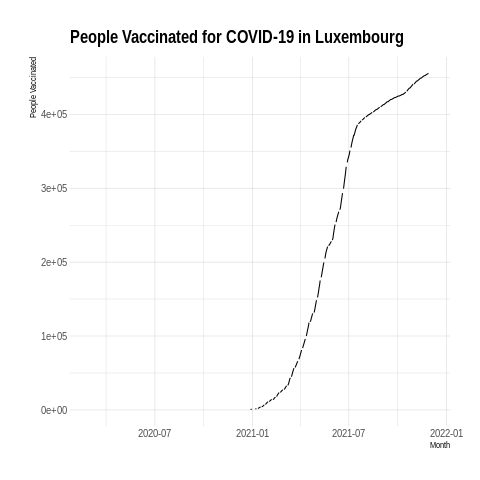 People Vaccinated for COVID-19 in Luxembourg
People Vaccinated
4e+05
3e+05
2e+05
1e+05
0e+00
2020-07 2021-01 2021-07 2022-01
Month